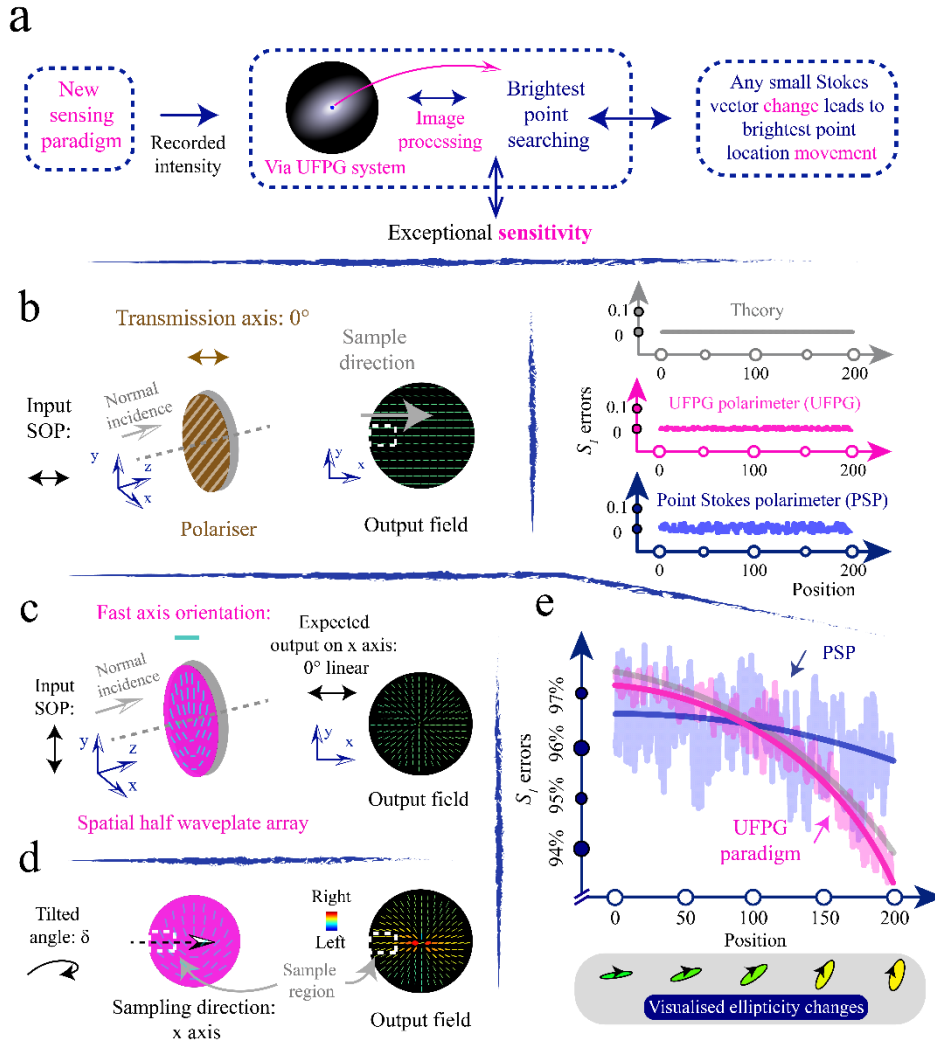 a
New
sensing
paradigm
Recorded
intensity
Via UFPG system
Image
processing
Brightest
point
searching
Any small Stokes
vector change leads to
brightest point
location movement
Exceptional sensitivity
b
Transmission axis: 0°
Input
SOP:
Normal
incidence
y
z
x
Polariser
Sample
direction
y
x
Output field
S₁ errors
0.1
0
Theory
0
100
200
0.1
0
UFPG polarimeter (UFPG)
0
100
200
0.1
0
Point Stokes polarimeter (PSP)
0
100
200
Position
c
Fast axis orientation:
Input
SOP:
Normal
incidence
y
z
x
Spatial half waveplate array
Expected
output on x axis:
0° linear
y
x
Output field
d
Tilted
angle: δ
Sampling direction:
x axis
Right
Left
Sample
region
Output field
e
S₁ errors
97%
96%
95%
94%
PSP
UFPG
paradigm
0
50
100
150
200
Position
Visualised ellipticity changes